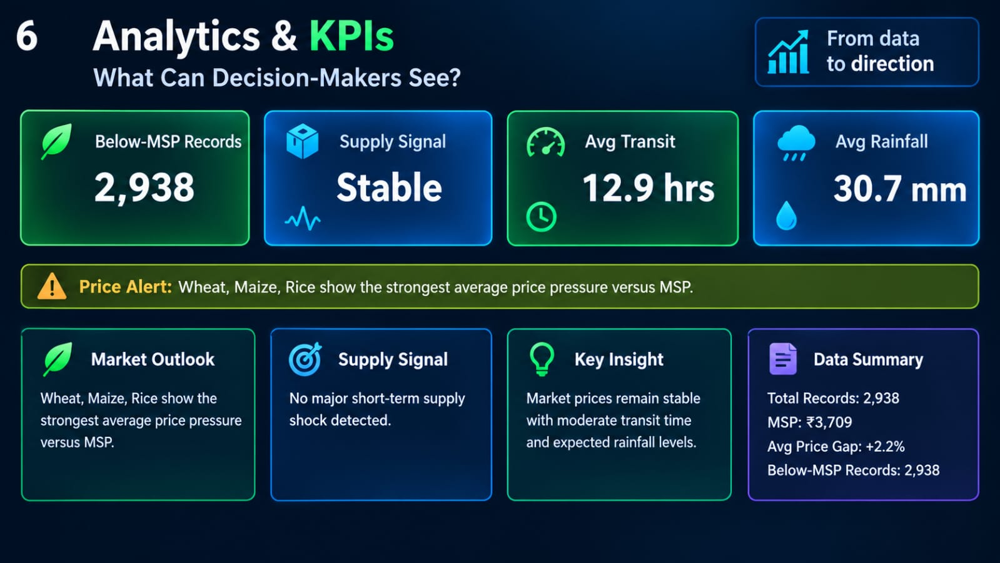 6
Analytics & KPIs
What Can Decision-Makers See?
From data
to direction
Below-MSP Records
2,938
Supply Signal
Stable
Avg Transit
12.9 hrs
Avg Rainfall
30.7 mm
Price Alert: Wheat, Maize, Rice show the strongest average price pressure versus MSP.
Market Outlook
Wheat, Maize, Rice show the
strongest average price pressure
versus MSP.
Supply Signal
No major short-term supply
shock detected.
Key Insight
Market prices remain stable
with moderate transit time
and expected rainfall levels.
Data Summary
Total Records: 2,938
MSP: ₹3,709
Avg Price Gap: +2.2%
Below-MSP Records: 2,938